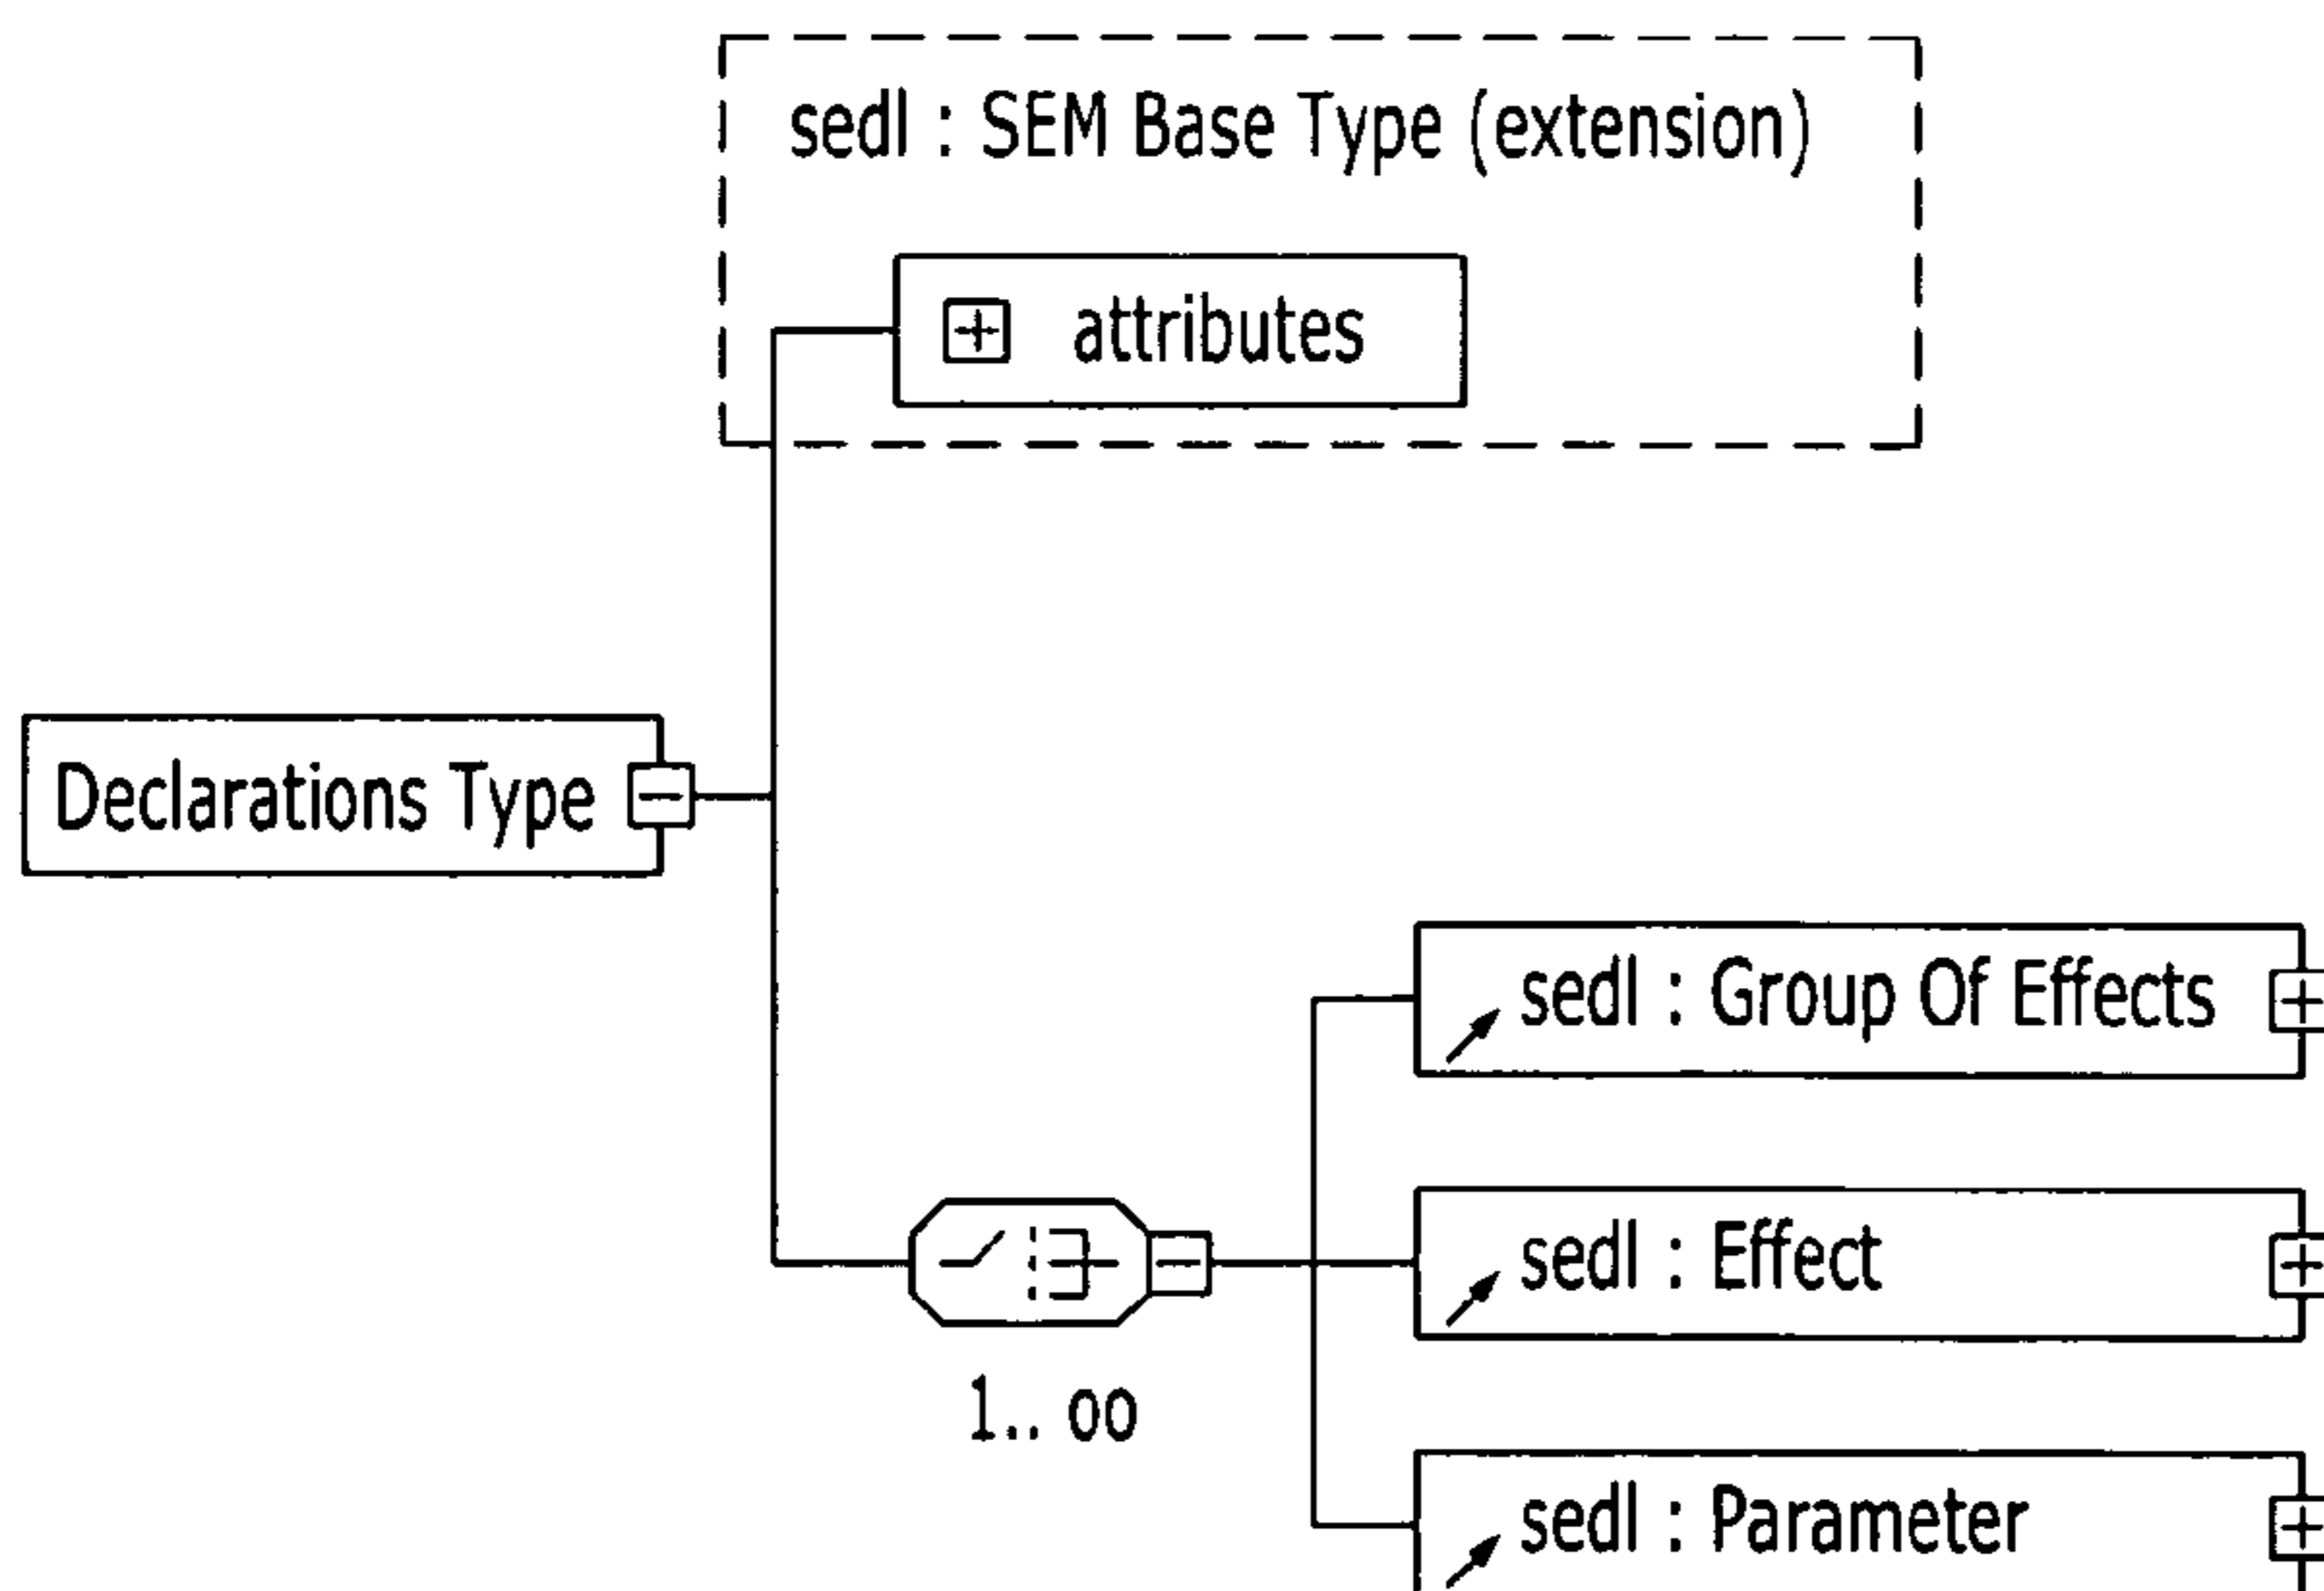 sedl : SEM Base Type (extension)
attributes
Declarations Type
sedl : Group Of Effects
sedl : Effect
1.. oo
sedl : Parameter